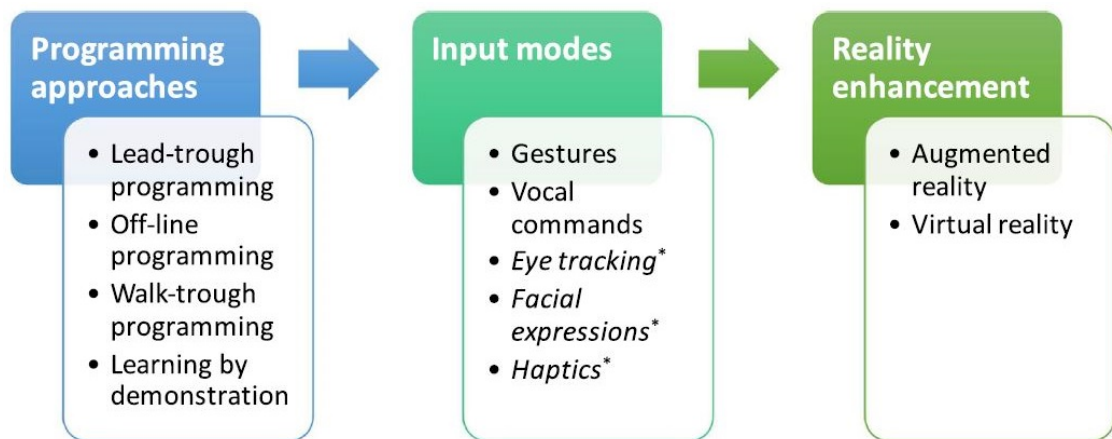 Programming
approaches
• Lead-trough
programming
• Off-line
programming
• Walk-trough
programming
• Learning by
demonstration
Input modes
• Gestures
• Vocal
commands
• Eye tracking*
• Facial
expressions*
• Haptics*
Reality
enhancement
• Augmented
reality
• Virtual reality